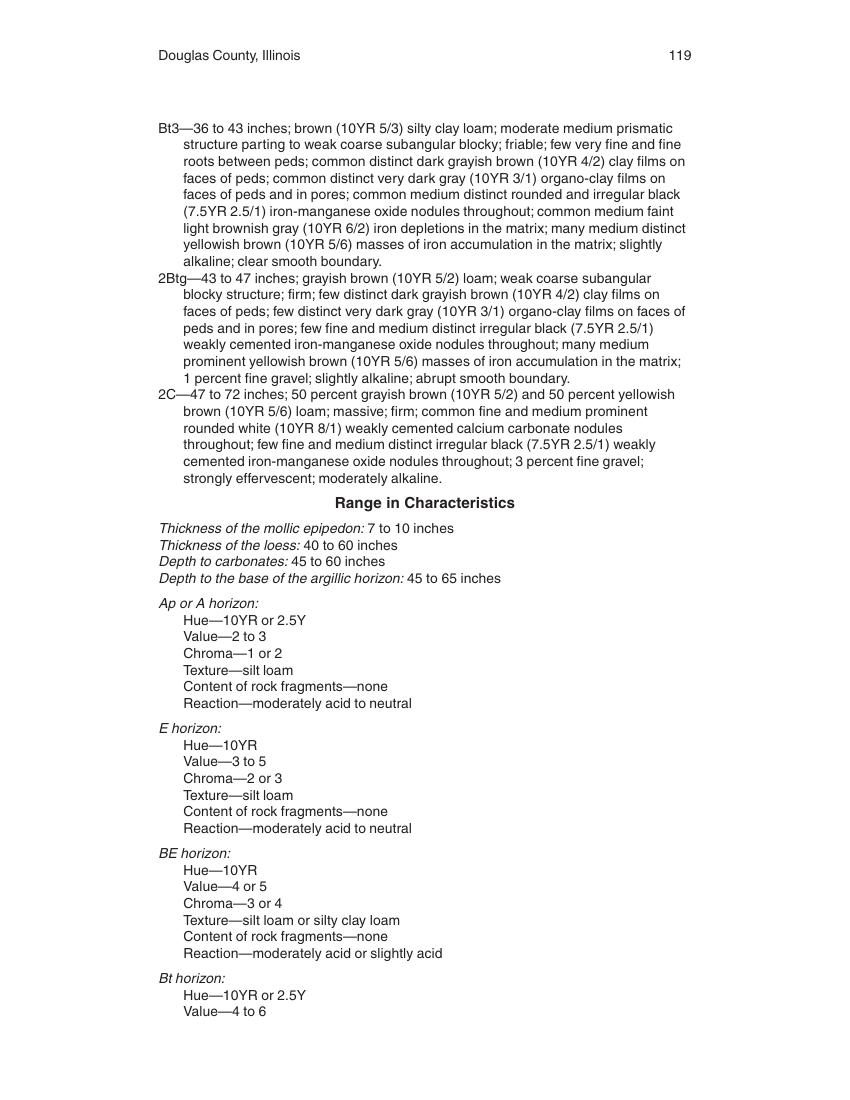 Douglas County, Illinois 119
Bt3—36 to 43 inches; brown (10YR 5/3) silty clay loam; moderate medium prismatic
structure parting to weak coarse subangular blocky; friable; few very fine and fine
roots between peds; common distinct dark grayish brown (10YR 4/2) clay films on
faces of peds; common distinct very dark gray (10YR 3/1) organo-clay films on
faces of peds and in pores; common medium distinct rounded and irregular black
(7.5YR 2.5/1) iron-manganese oxide nodules throughout; common medium faint
light brownish gray (10YR 6/2) iron depletions in the matrix; many medium distinct
yellowish brown (10YR 5/6) masses of iron accumulation in the matrix; slightly
alkaline; clear smooth boundary.
2Btg—43 to 47 inches; grayish brown (10YR 5/2) loam; weak coarse subangular
blocky structure; firm; few distinct dark grayish brown (10YR 4/2) clay films on
faces of peds; few distinct very dark gray (10YR 3/1) organo-clay films on faces of
peds and in pores; few fine and medium distinct irregular black (7.5YR 2.5/1)
weakly cemented iron-manganese oxide nodules throughout; many medium
prominent yellowish brown (10YR 5/6) masses of iron accumulation in the matrix;
1 percent fine gravel; slightly alkaline; abrupt smooth boundary.
2C—47 to 72 inches; 50 percent grayish brown (10YR 5/2) and 50 percent yellowish
brown (10YR 5/6) loam; massive; firm; common fine and medium prominent
rounded white (10YR 8/1) weakly cemented calcium carbonate nodules
throughout; few fine and medium distinct irregular black (7.5YR 2.5/1) weakly
cemented iron-manganese oxide nodules throughout; 3 percent fine gravel;
strongly effervescent; moderately alkaline.
Range in Characteristics
Thickness of the mollic epipedon: 7 to 10 inches
Thickness of the loess: 40 to 60 inches
Depth to carbonates: 45 to 60 inches
Depth to the base of the argillic horizon: 45 to 65 inches
Ap or A horizon:
Hue—10YR or 2.5Y
Value—2 to 3
Chroma—1 or 2
Texture—silt loam
Content of rock fragments—none
Reaction—moderately acid to neutral
E horizon:
Hue—10YR
Value—3 to 5
Chroma—2 or 3
Texture—silt loam
Content of rock fragments—none
Reaction—moderately acid to neutral
BE horizon:
Hue—10YR
Value—4 or 5
Chroma—3 or 4
Texture—silt loam or silty clay loam
Content of rock fragments—none
Reaction—moderately acid or slightly acid
Bt horizon:
Hue—10YR or 2.5Y
Value—4 to 6